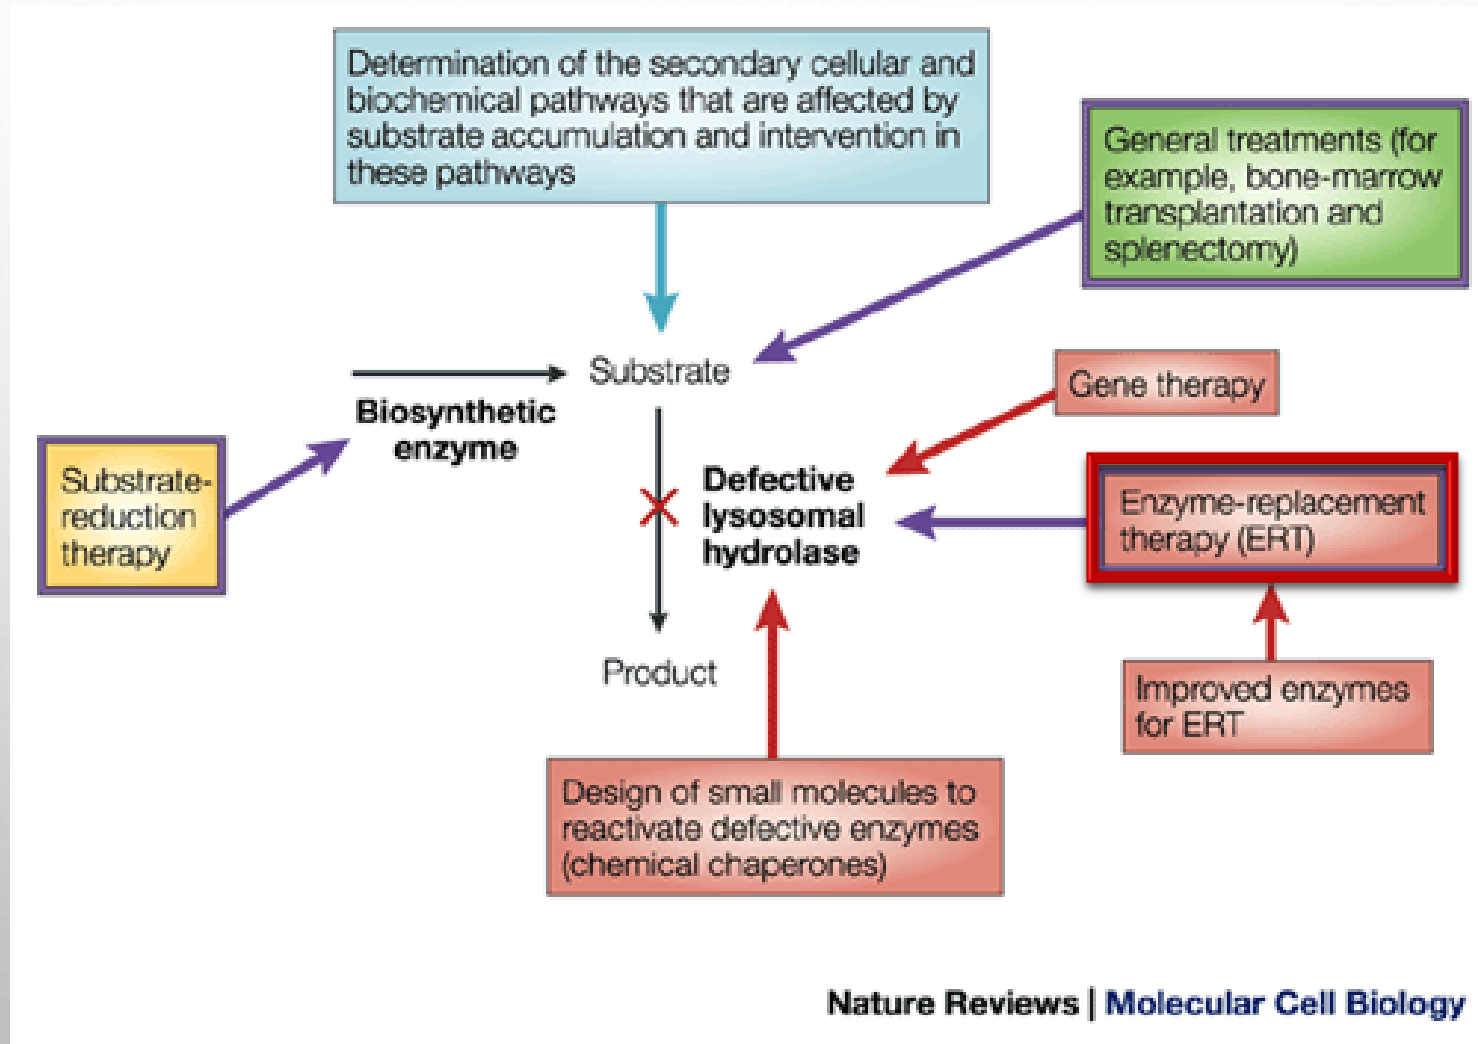 Determination of the secondary cellular and
biochemical pathways that are affected by
substrate accumulation and intervention in
these pathways
General treatments (for
example, bone-marrow
transplantation and
splenectomy)
Substrate
Gene therapy
Biosynthetic
enzyme
Substrate-
reduction
therapy
Defective
lysosomal
hydrolase
Enzyme-replacement
therapy (ERT)
Product
Improved enzymes
for ERT
Design of small molecules to
reactivate defective enzymes
(chemical chaperones)
Nature Reviews | Molecular Cell Biology